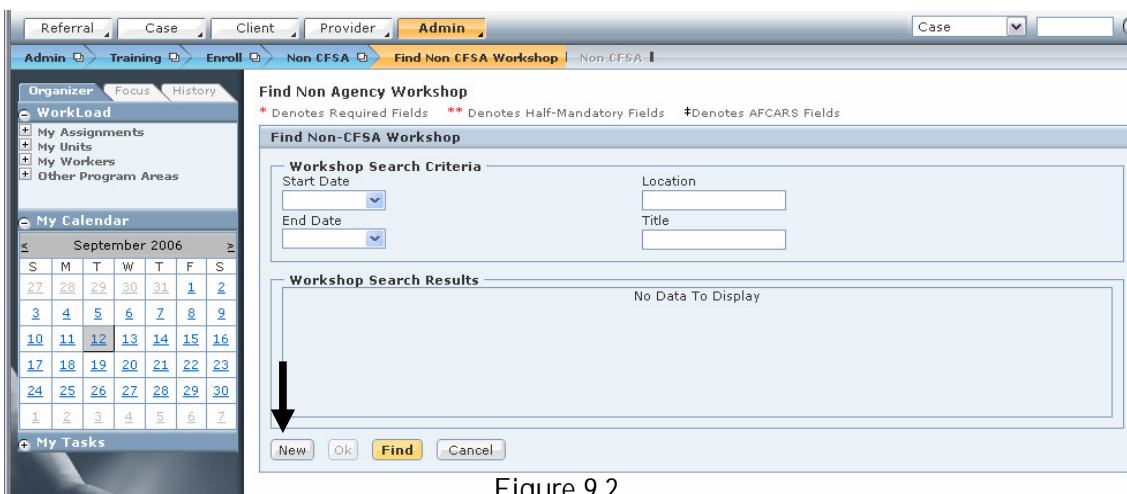 Referral Case Client Provider Admin Case
Admin Training Enroll Non CFSA Find Non CFSA Workshop Non CFSA
Organizer Focus History
WorkLoad
My Assignments
My Units
My Workers
Other Program Areas
My Calendar
< September 2006 >
S M T W T F S
27 28 29 30 31 1 2
3 4 5 6 7 8 9
10 11 12 13 14 15 16
17 18 19 20 21 22 23
24 25 26 27 28 29 30
1 2 3 4 5 6 7
My Tasks
Find Non Agency Workshop
* Denotes Required Fields ** Denotes Half-Mandatory Fields ‡Denotes AFCARS Fields
Find Non-CFSA Workshop
Workshop Search Criteria
Start Date Location
End Date Title
Workshop Search Results
No Data To Display
New Ok Find Cancel
Figure 9.2